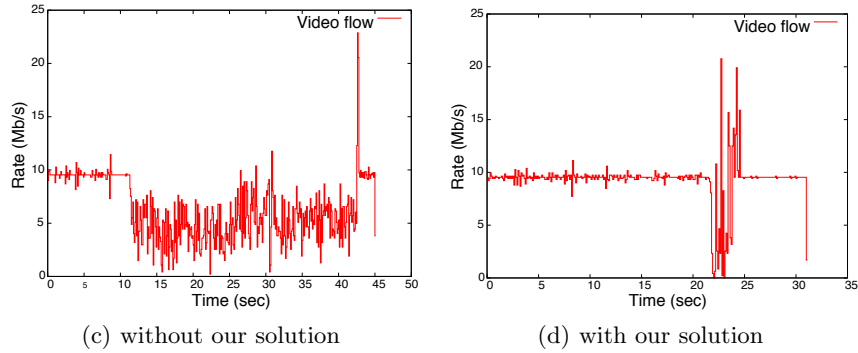 25
20
15
10
5
0
Rate (Mb/s)
Video flow
0 5 10 15 20 25 30 35 40 45 50
Time (sec)
(c) without our solution
25
20
15
10
5
0
Rate (Mb/s)
Video flow
0 5 10 15 20 25 30 35
Time (sec)
(d) with our solution